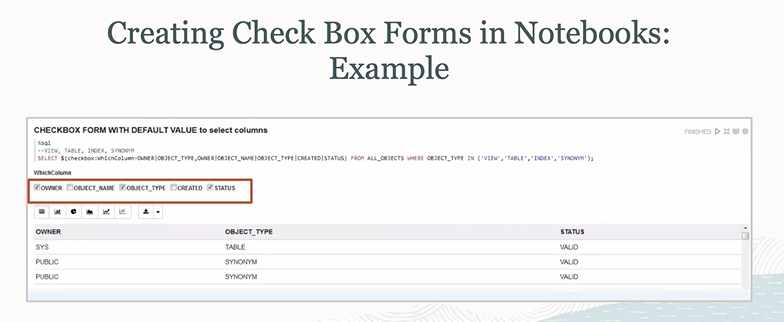 Creating Check Box Forms in Notebooks:
Example
CHECKBOX FORM WITH DEFAULT VALUE to select columns
FINISHED
%sql
--VIEW, TABLE, INDEX, SYNONYM
SELECT ${checkbox:WhichColumn=OWNER|OBJECT_TYPE,OWNER|OBJECT_NAME|OBJECT_TYPE|CREATED|STATUS} FROM ALL_OBJECTS WHERE OBJECT_TYPE IN ('VIEW','TABLE','INDEX','SYNONYM');
WhichColumn
OWNER OBJECT_NAME OBJECT_TYPE CREATED STATUS
OWNER OBJECT_TYPE STATUS
SYS TABLE VALID
PUBLIC SYNONYM VALID
PUBLIC SYNONYM VALID